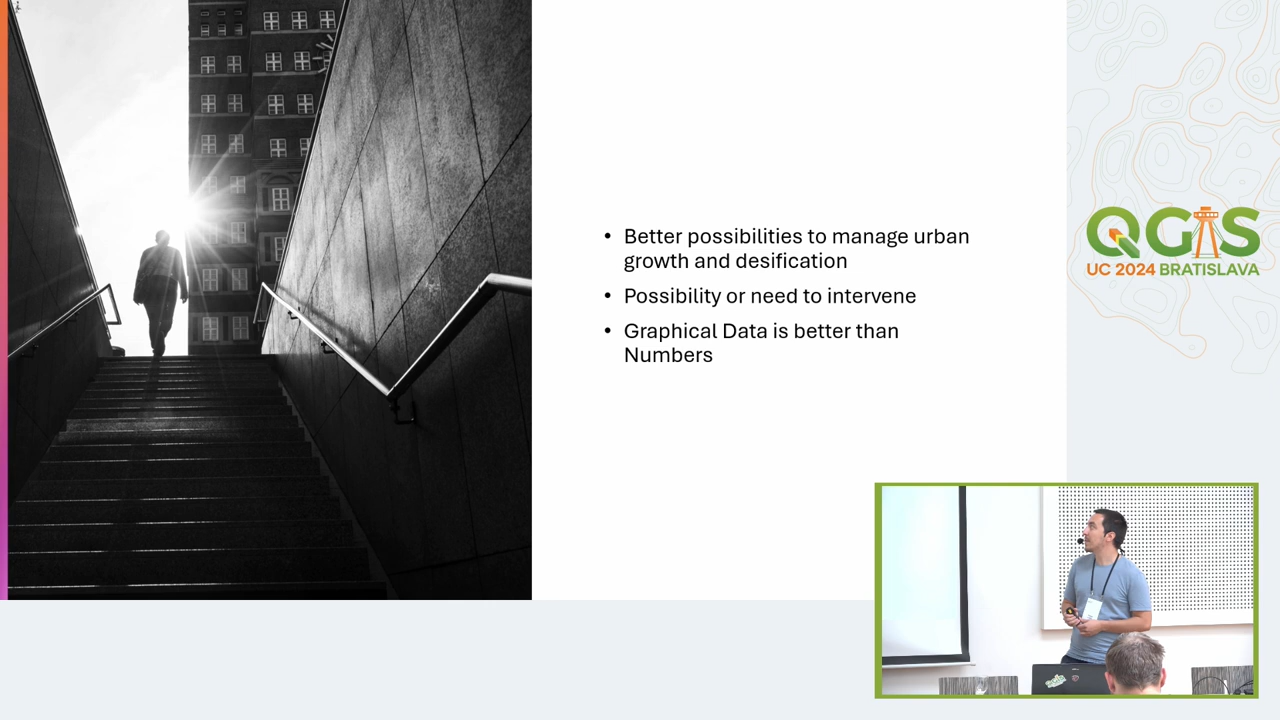 • Better possibilities to manage urban
growth and desification
• Possibility or need to intervene
• Graphical Data is better than
Numbers
QGIS
UC 2024 BRATISLAVA